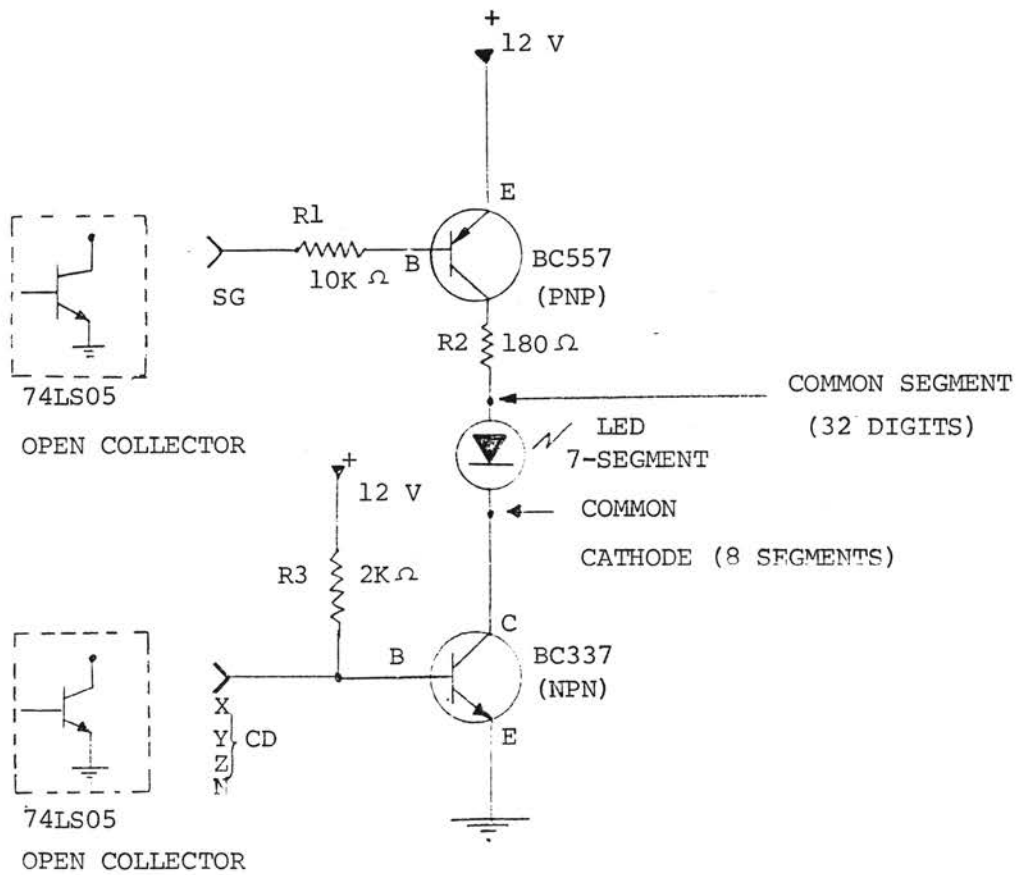 +
12 V
E
R1
B
10K Ω
SG
BC557
(PNP)
R2 180 Ω
74LS05
OPEN COLLECTOR
COMMON SEGMENT
(32 DIGITS)
LED
7-SEGMENT
+
12 V
COMMON
CATHODE (8 SEGMENTS)
R3 2K Ω
C
B
BC337
(NPN)
E
X
Y
Z
N
CD
74LS05
OPEN COLLECTOR